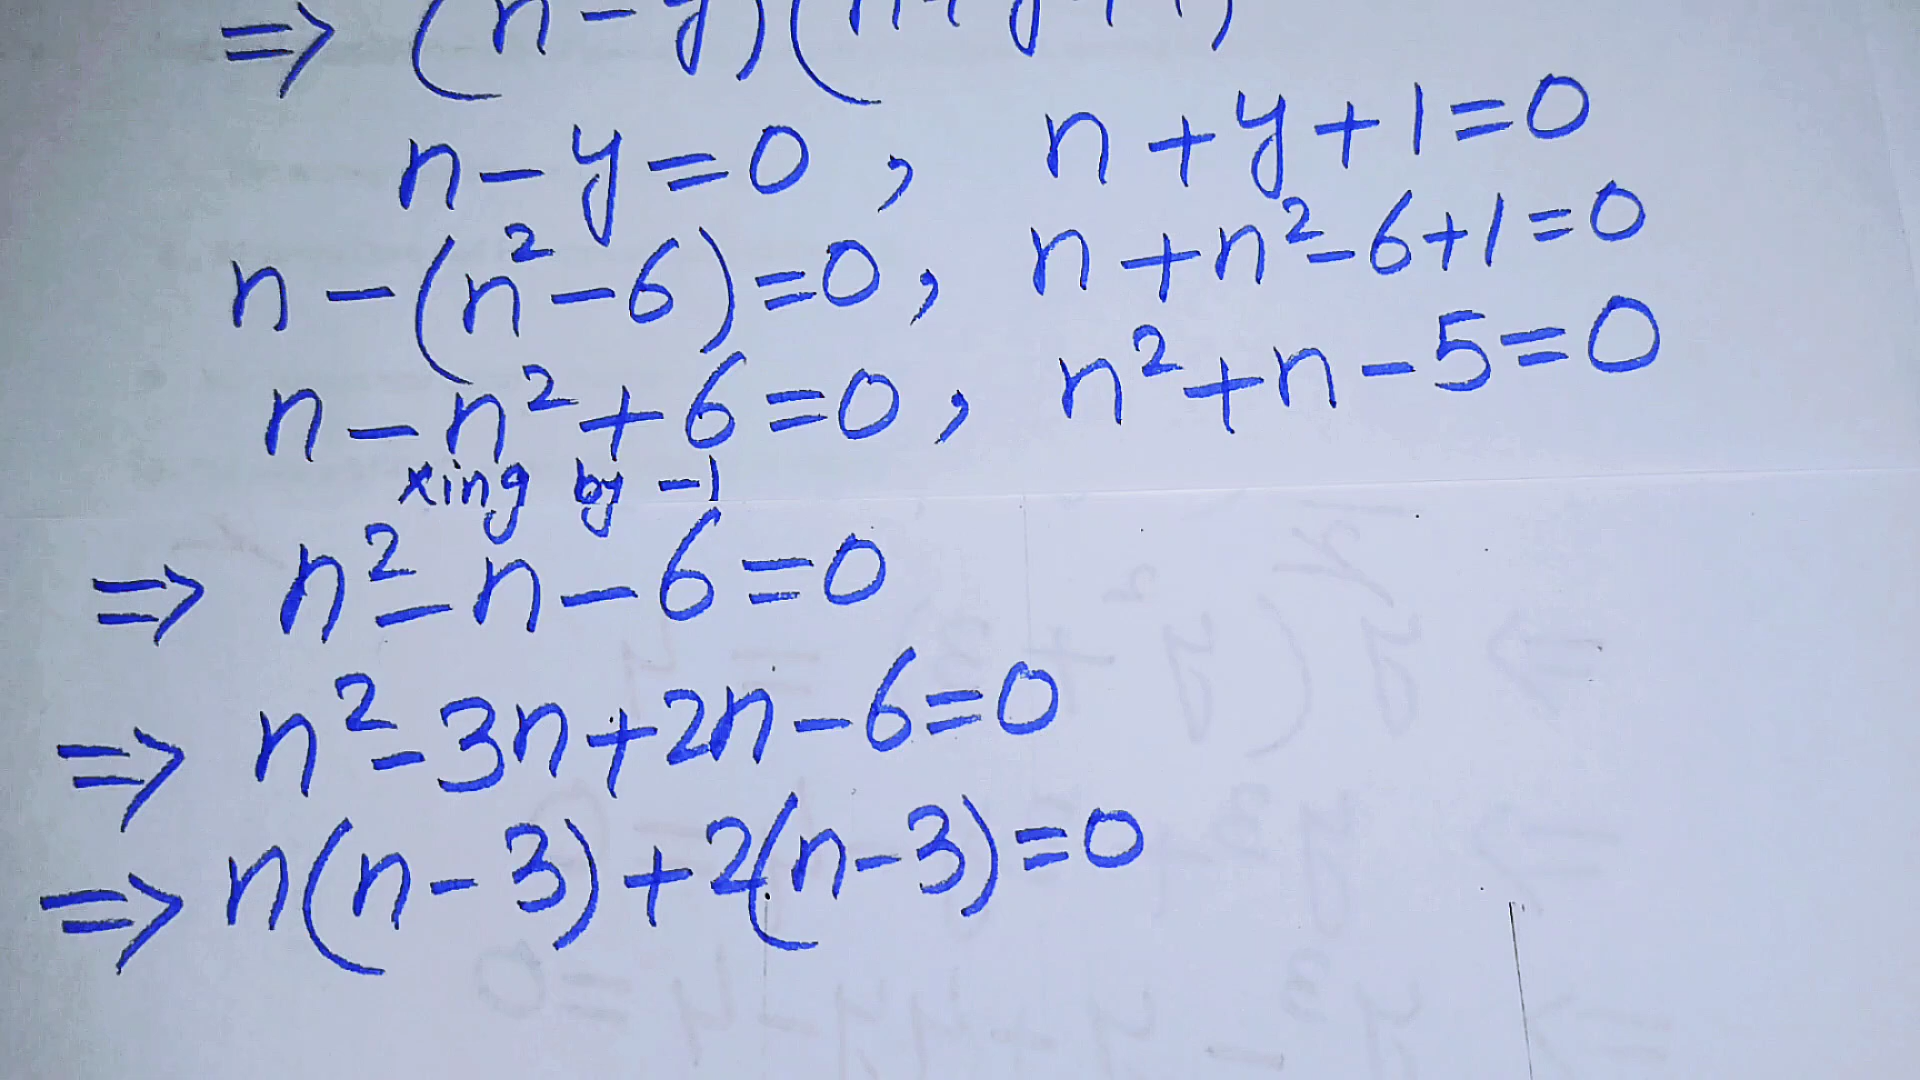 => (n-y)(n+y+1)
n-y=0, n+y+1=0
n-(n²-6)=0, n+n²-6+1=0
n-n²+6=0, n²+n-5=0
xing by -1
=> n²-n-6=0
=> n²-3n+2n-6=0
=> n(n-3)+2(n-3)=0